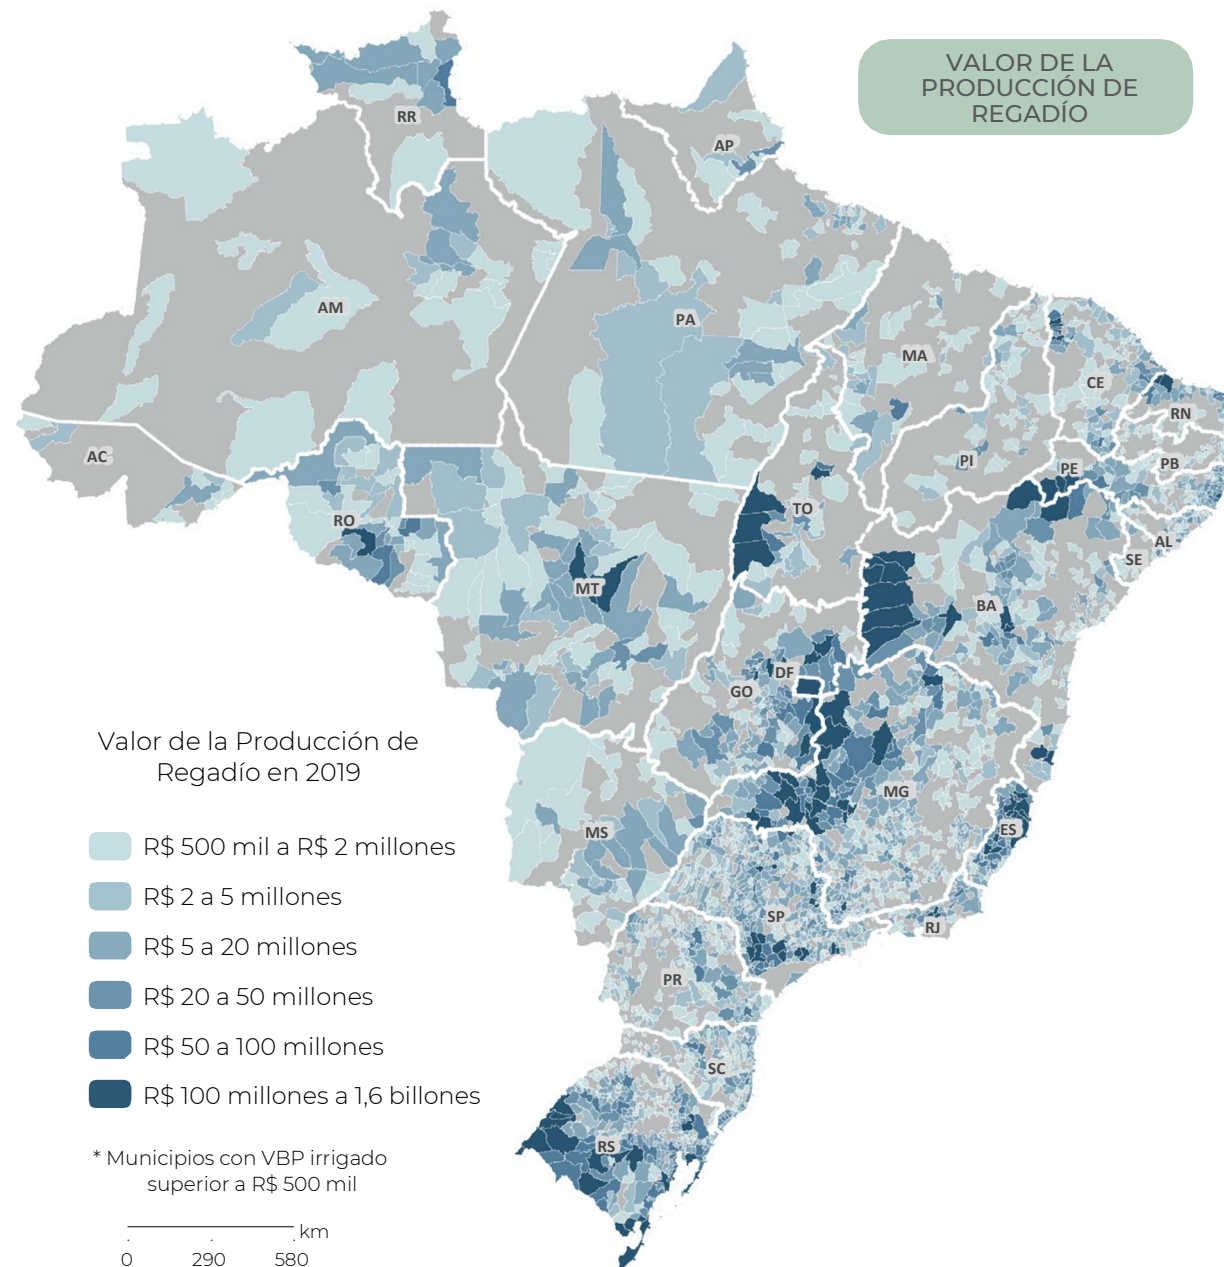 VALOR DE LA
PRODUCCIÓN DE
REGADÍO
RR
AP
AM
PA
MA
CE
RN
PB
PI
PE
AC
RO
TO
AL
SE
MT
BA
DF
GO
MG
MS
ES
SP
RJ
PR
SC
RS
Valor de la Producción de
Regadío en 2019
R$ 500 mil a R$ 2 millones
R$ 2 a 5 millones
R$ 5 a 20 millones
R$ 20 a 50 millones
R$ 50 a 100 millones
R$ 100 millones a 1,6 billones
* Municipios con VBP irrigado
superior a R$ 500 mil
km
0 290 580